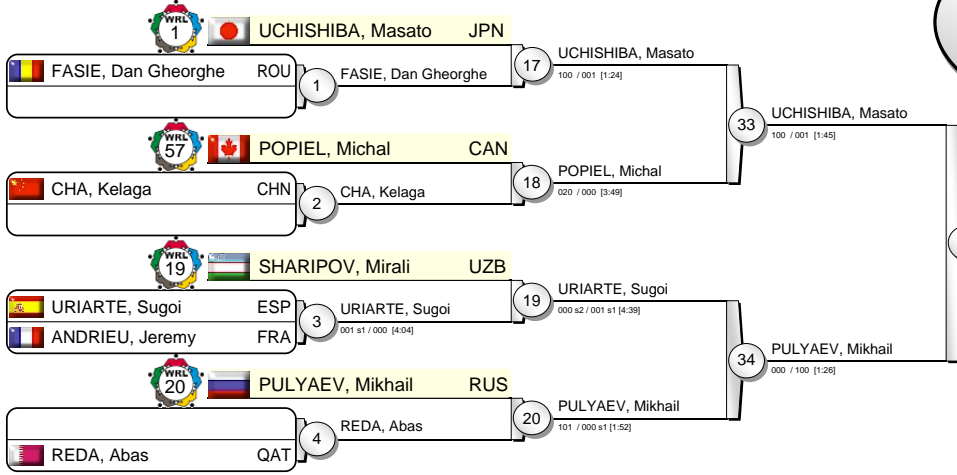 WRL
1
UCHISHIBA, Masato JPN
FASIE, Dan Gheorghe ROU
1
FASIE, Dan Gheorghe
17
UCHISHIBA, Masato
100 / 001 [1:24]
WRL
57
POPIEL, Michal CAN
CHA, Kelaga CHN
2
CHA, Kelaga
18
POPIEL, Michal
020 / 000 [3:49]
33
UCHISHIBA, Masato
100 / 001 [1:45]
WRL
19
SHARIPOV, Mirali UZB
URIARTE, Sugoi ESP
ANDRIEU, Jeremy FRA
3
URIARTE, Sugoi
001 s1 / 000 [4:04]
19
URIARTE, Sugoi
000 s2 / 001 s1 [4:39]
WRL
20
PULYAEV, Mikhail RUS
REDA, Abas QAT
4
REDA, Abas
20
PULYAEV, Mikhail
101 / 000 s1 [1:52]
34
PULYAEV, Mikhail
000 / 100 [1:26]